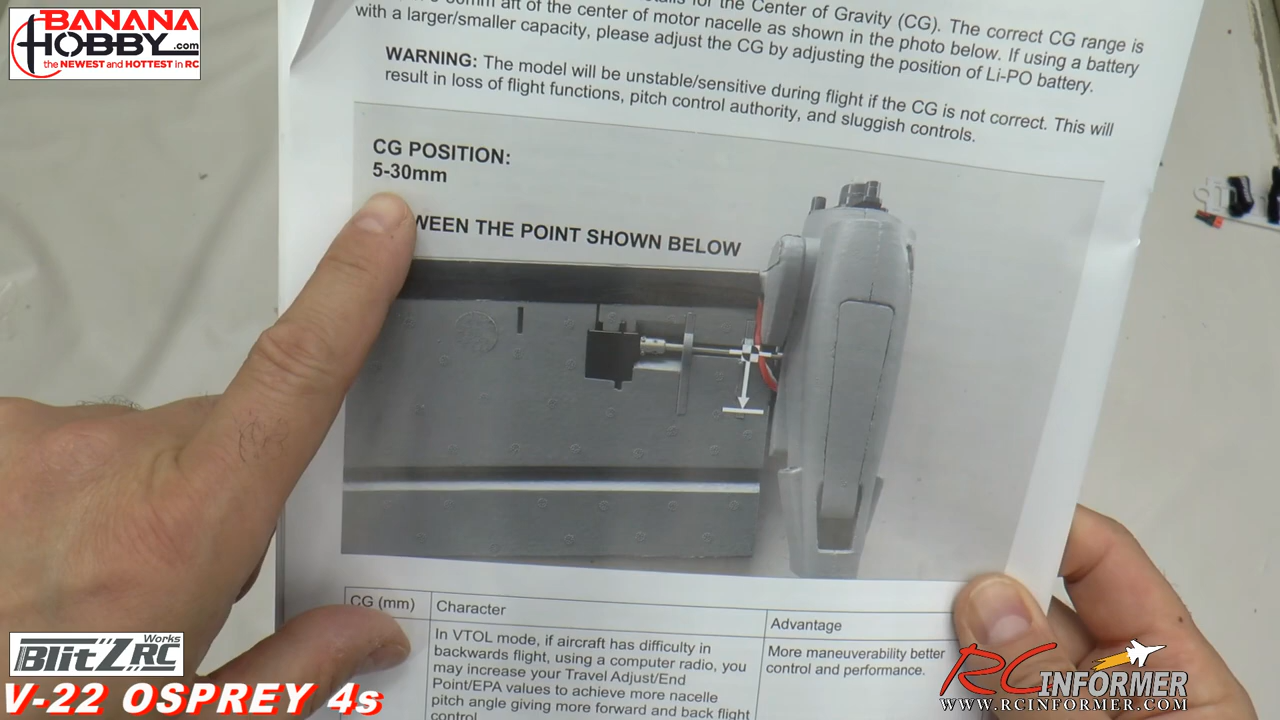 BANANA
HOBBY.com
the NEWEST and HOTTEST in RC
for the Center of Gravity (CG). The correct CG range is
aft of the center of motor nacelle as shown in the photo below. If using a battery
with a larger/smaller capacity, please adjust the CG by adjusting the position of Li-PO battery.
WARNING: The model will be unstable/sensitive during flight if the CG is not correct. This will
result in loss of flight functions, pitch control authority, and sluggish controls.
CG POSITION:
5-30mm
WEEN THE POINT SHOWN BELOW
CG (mm)
Character
Advantage
In VTOL mode, if aircraft has difficulty in
backwards flight, using a computer radio, you
may increase your Travel Adjust/End
Point/EPA values to achieve more nacelle
pitch angle giving more forward and back flight
control.
More maneuverability better
control and performance.
BlitZRC Works
V-22 OSPREY 4s
RC INFORMER
WWW.RCINFORMER.COM